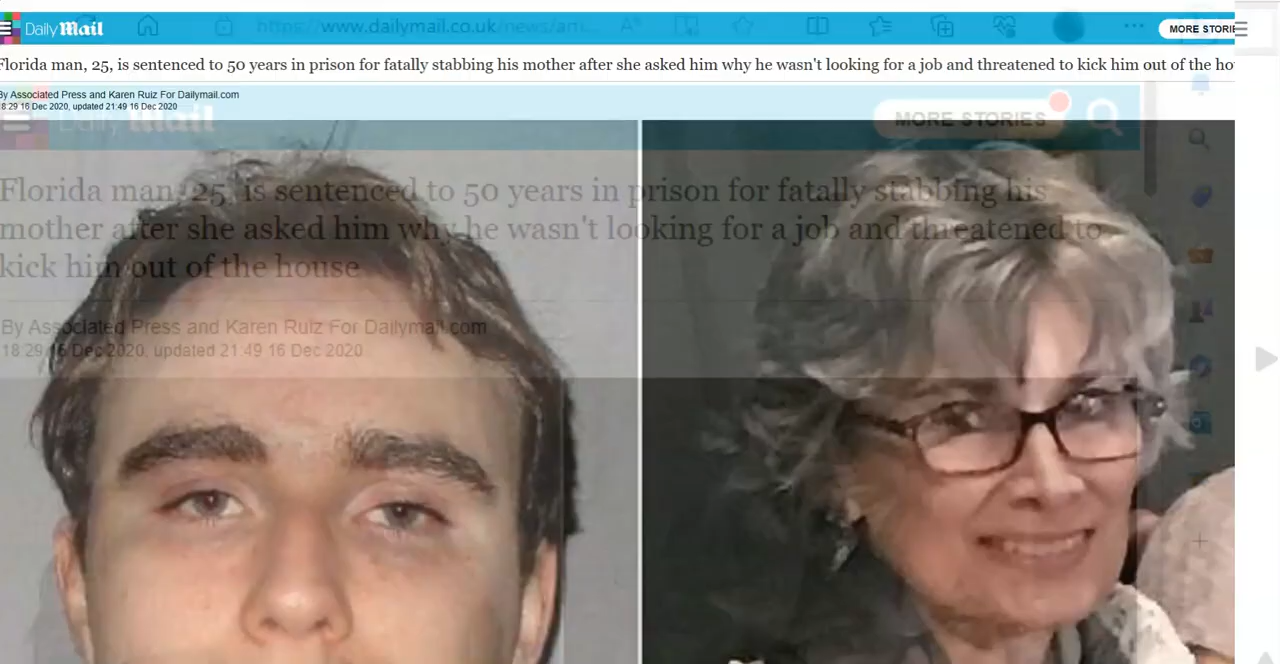 https://www.dailymail.co.uk/news/am...
Daily Mail
MORE STORIE
Florida man, 25, is sentenced to 50 years in prison for fatally stabbing his mother after she asked him why he wasn't looking for a job and threatened to kick him out of the ho
By Associated Press and Karen Ruiz For Dailymail.com
18:29 16 Dec 2020, updated 21:49 16 Dec 2020
Daily Mail
MORE STORIES
Florida man, 25, is sentenced to 50 years in prison for fatally stabbing his
mother after she asked him why he wasn't looking for a job and threatened to
kick him out of the house
By Associated Press and Karen Ruiz For Dailymail.com
18:29 16 Dec 2020, updated 21:49 16 Dec 2020